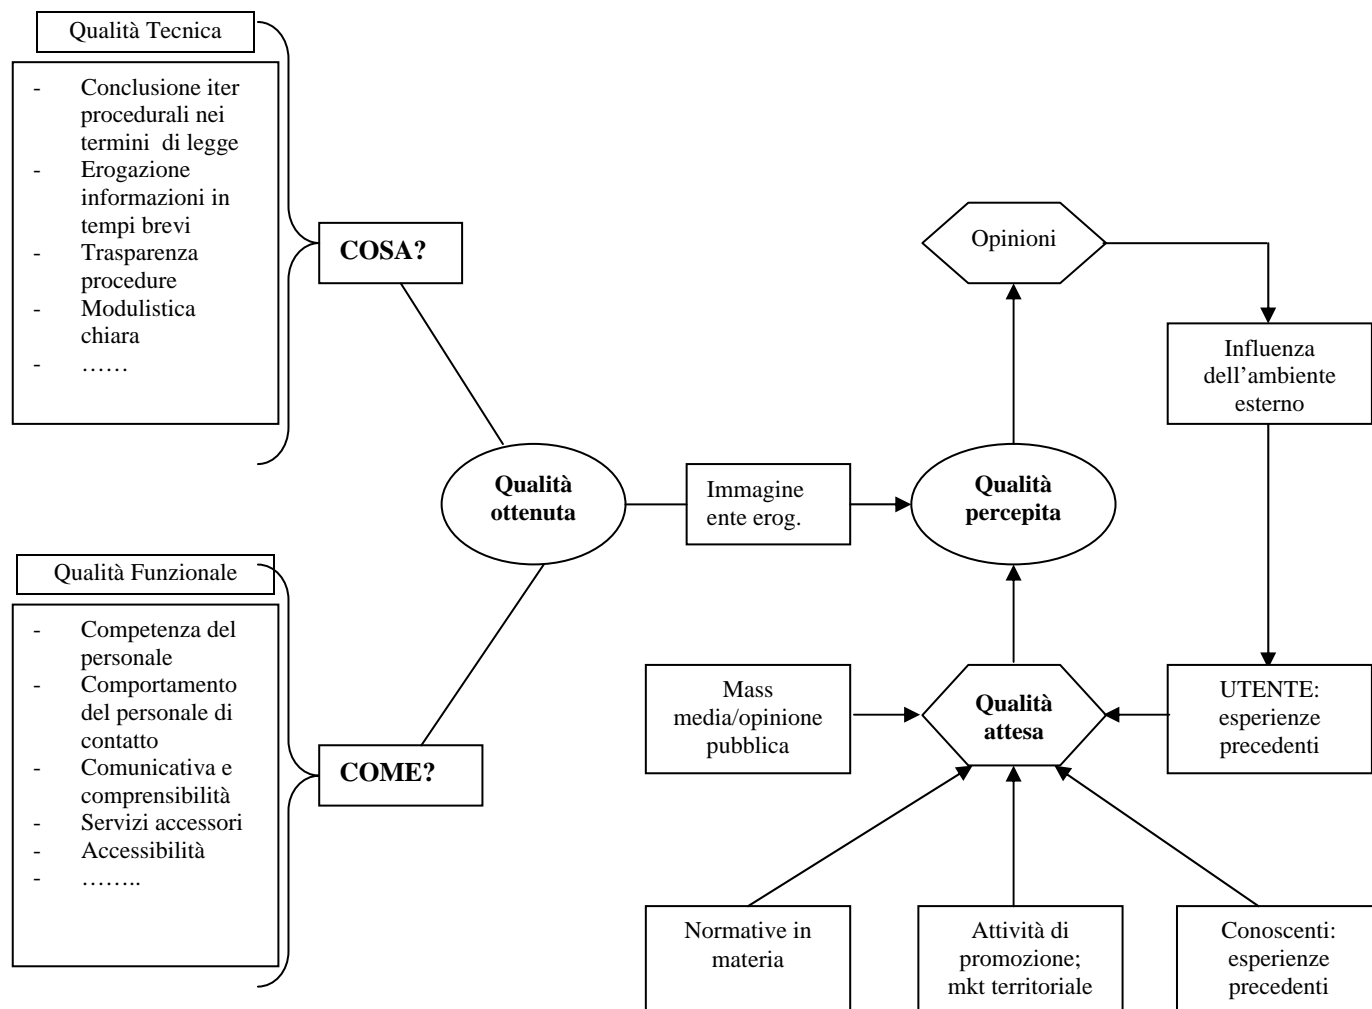 Qualità Tecnica
- Conclusione iter
procedurali nei
termini di legge
- Erogazione
informazioni in
tempi brevi
- Trasparenza
procedure
- Modulistica
chiara
- ……
COSA?
Opinioni
Influenza
dell’ambiente
esterno
Qualità
ottenuta
Immagine
ente erog.
Qualità
percepita
Qualità Funzionale
- Competenza del
personale
- Comportamento
del personale di
contatto
- Comunicativa e
comprensibilità
- Servizi accessori
- Accessibilità
- ……..
COME?
Mass
media/opinione
pubblica
Qualità
attesa
UTENTE:
esperienze
precedenti
Normative in
materia
Attività di
promozione;
mkt territoriale
Conoscenti:
esperienze
precedenti